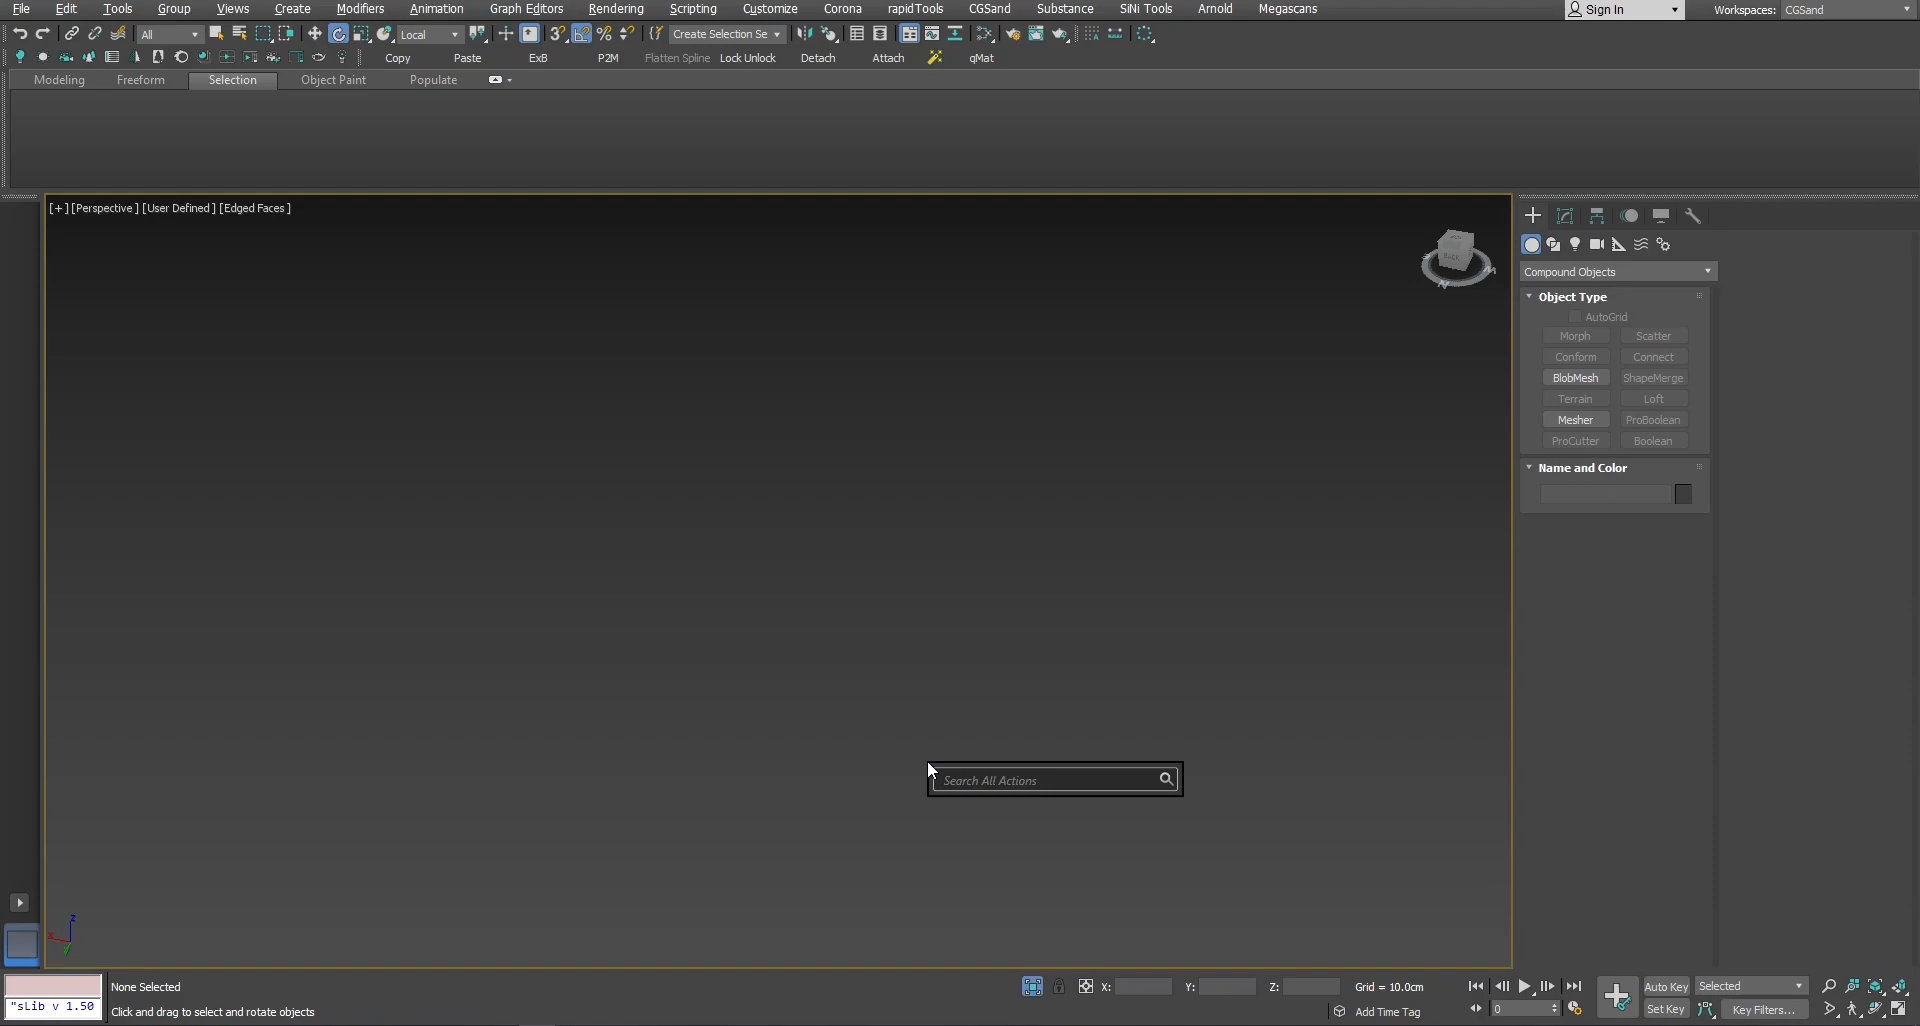 File Edit Tools Group Views Create Modifiers Animation Graph Editors Rendering Scripting Customize Corona rapidTools CGSand Substance SiNi Tools Arnold Megascans Sign In Workspaces: CGSand
All Local Create Selection Se
Copy Paste ExB P2M Flatten Spline Lock Unlock Detach Attach qMat
Modeling Freeform Selection Object Paint Populate
[+] [Perspective] [User Defined] [Edged Faces]
Compound Objects
Object Type
AutoGrid
Morph Scatter
Conform Connect
BlobMesh ShapeMerge
Terrain Loft
Mesher ProBoolean
ProCutter Boolean
Name and Color
Search All Actions
z
x
y
None Selected X: Y: Z: Grid = 10.0cm Auto Key Selected
"sLib v 1.50 Click and drag to select and rotate objects Add Time Tag 0 Set Key Key Filters...